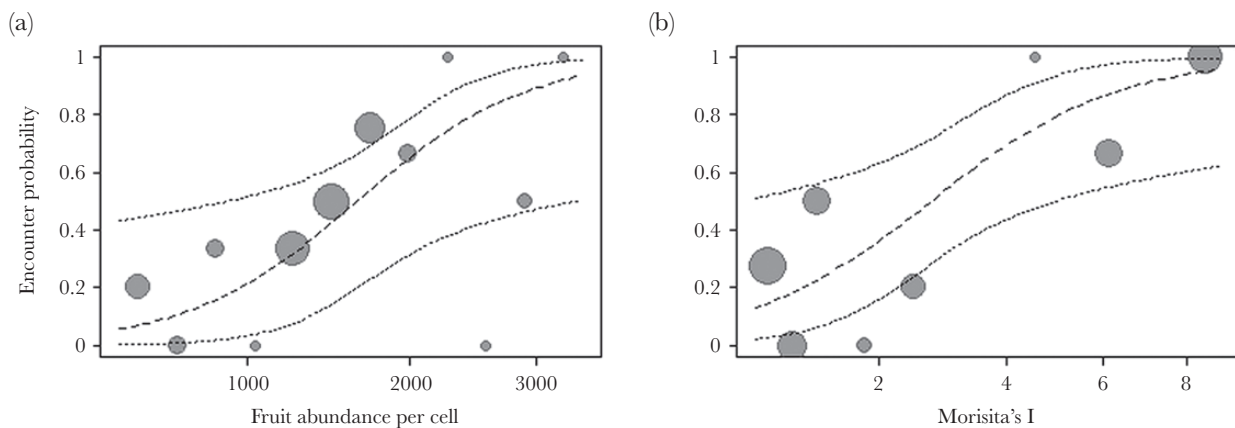 (a)
Encounter probability
1
0.8
0.6
0.4
0.2
0
1000 2000 3000
Fruit abundance per cell
(b)
1
0.8
0.6
0.4
0.2
0
2 4 6 8
Morisita's I